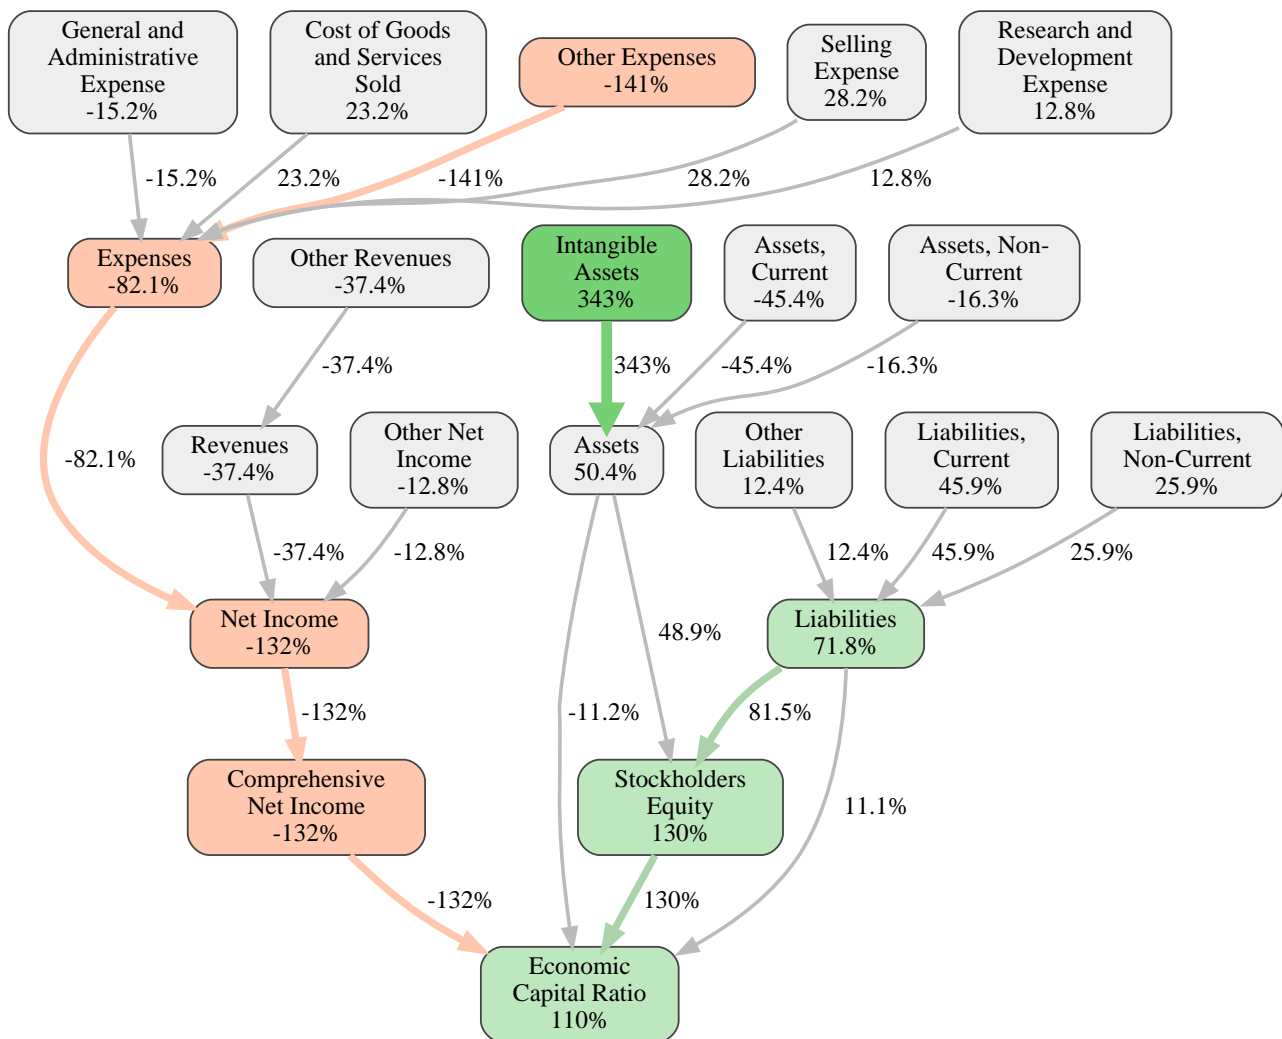 General and
Administrative
Expense
-15.2%
Cost of Goods
and Services
Sold
23.2%
Other Expenses
-141%
Selling
Expense
28.2%
Research and
Development
Expense
12.8%
-15.2%
23.2%
-141%
28.2%
12.8%
Expenses
-82.1%
Other Revenues
-37.4%
Intangible
Assets
343%
Assets,
Current
-45.4%
Assets, Non-
Current
-16.3%
-37.4%
343%
-45.4%
-16.3%
-82.1%
Revenues
-37.4%
Other Net
Income
-12.8%
Assets
50.4%
Other
Liabilities
12.4%
Liabilities,
Current
45.9%
Liabilities,
Non-Current
25.9%
-37.4%
-12.8%
12.4%
45.9%
25.9%
Net Income
-132%
48.9%
Liabilities
71.8%
-132%
-11.2%
81.5%
Comprehensive
Net Income
-132%
Stockholders
Equity
130%
11.1%
-132%
130%
Economic
Capital Ratio
110%